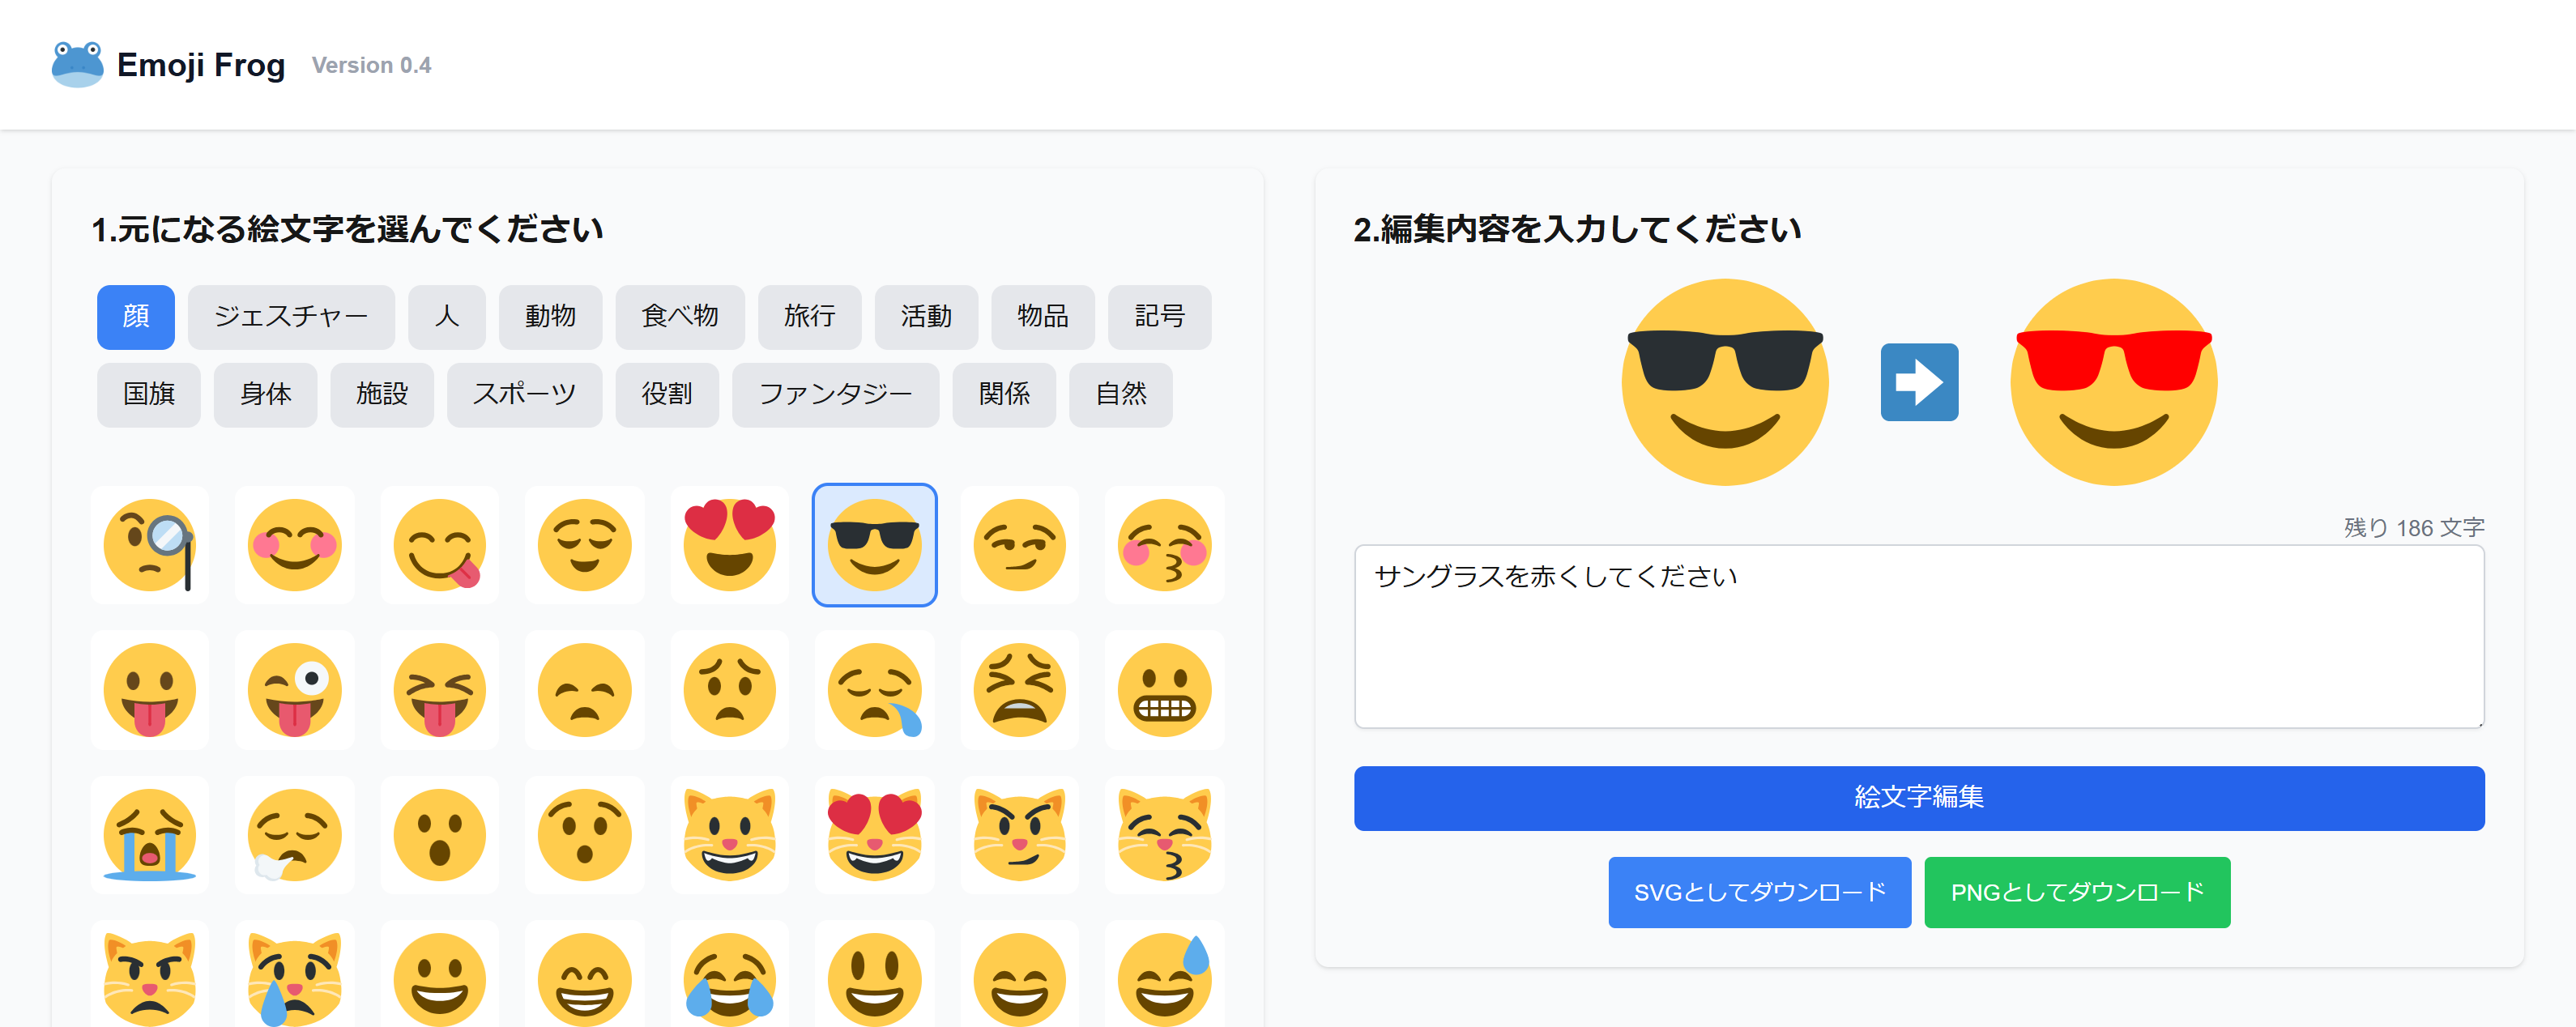 Emoji Frog Version 0.4
1.元になる絵文字を選んでください
顔 ジェスチャー 人 動物 食べ物 旅行 活動 物品 記号
国旗 身体 施設 スポーツ 役割 ファンタジー 関係 自然
2.編集内容を入力してください
残り 186 文字
サングラスを赤くしてください
絵文字編集
SVGとしてダウンロード PNGとしてダウンロード